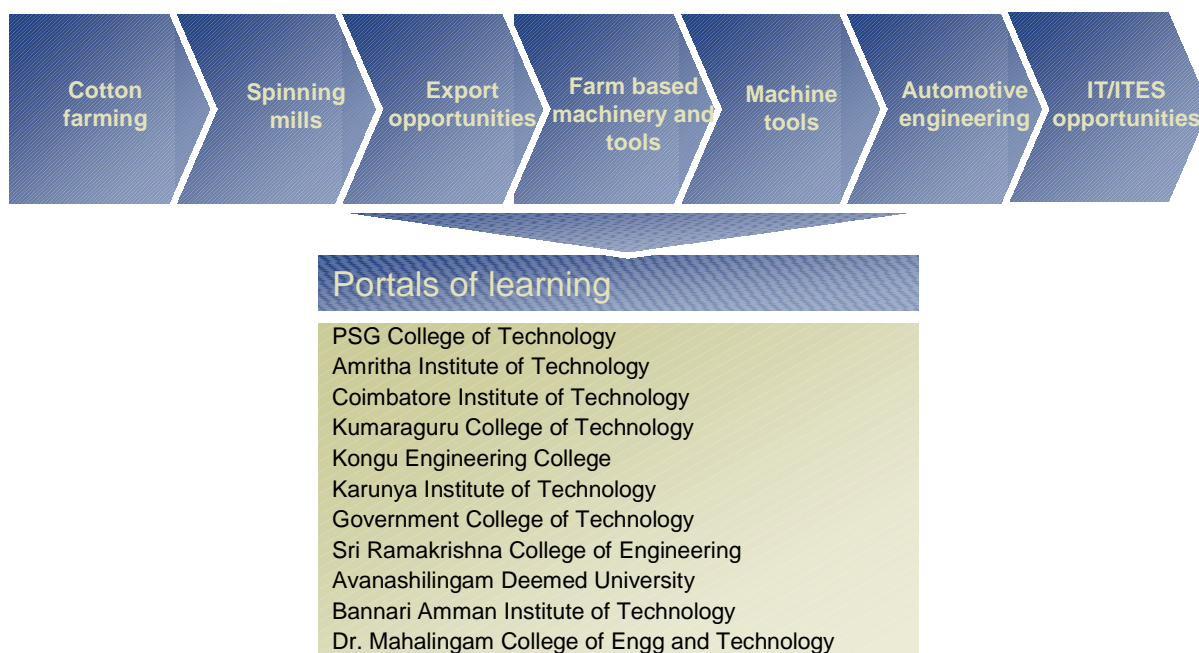 Cotton
farming
Spinning
mills
Export
opportunities
Farm based
machinery and
tools
Machine
tools
Automotive
engineering
IT/ITES
opportunities
Portals of learning
PSG College of Technology
Amritha Institute of Technology
Coimbatore Institute of Technology
Kumaraguru College of Technology
Kongu Engineering College
Karunya Institute of Technology
Government College of Technology
Sri Ramakrishna College of Engineering
Avanashilingam Deemed University
Bannari Amman Institute of Technology
Dr. Mahalingam College of Engg and Technology